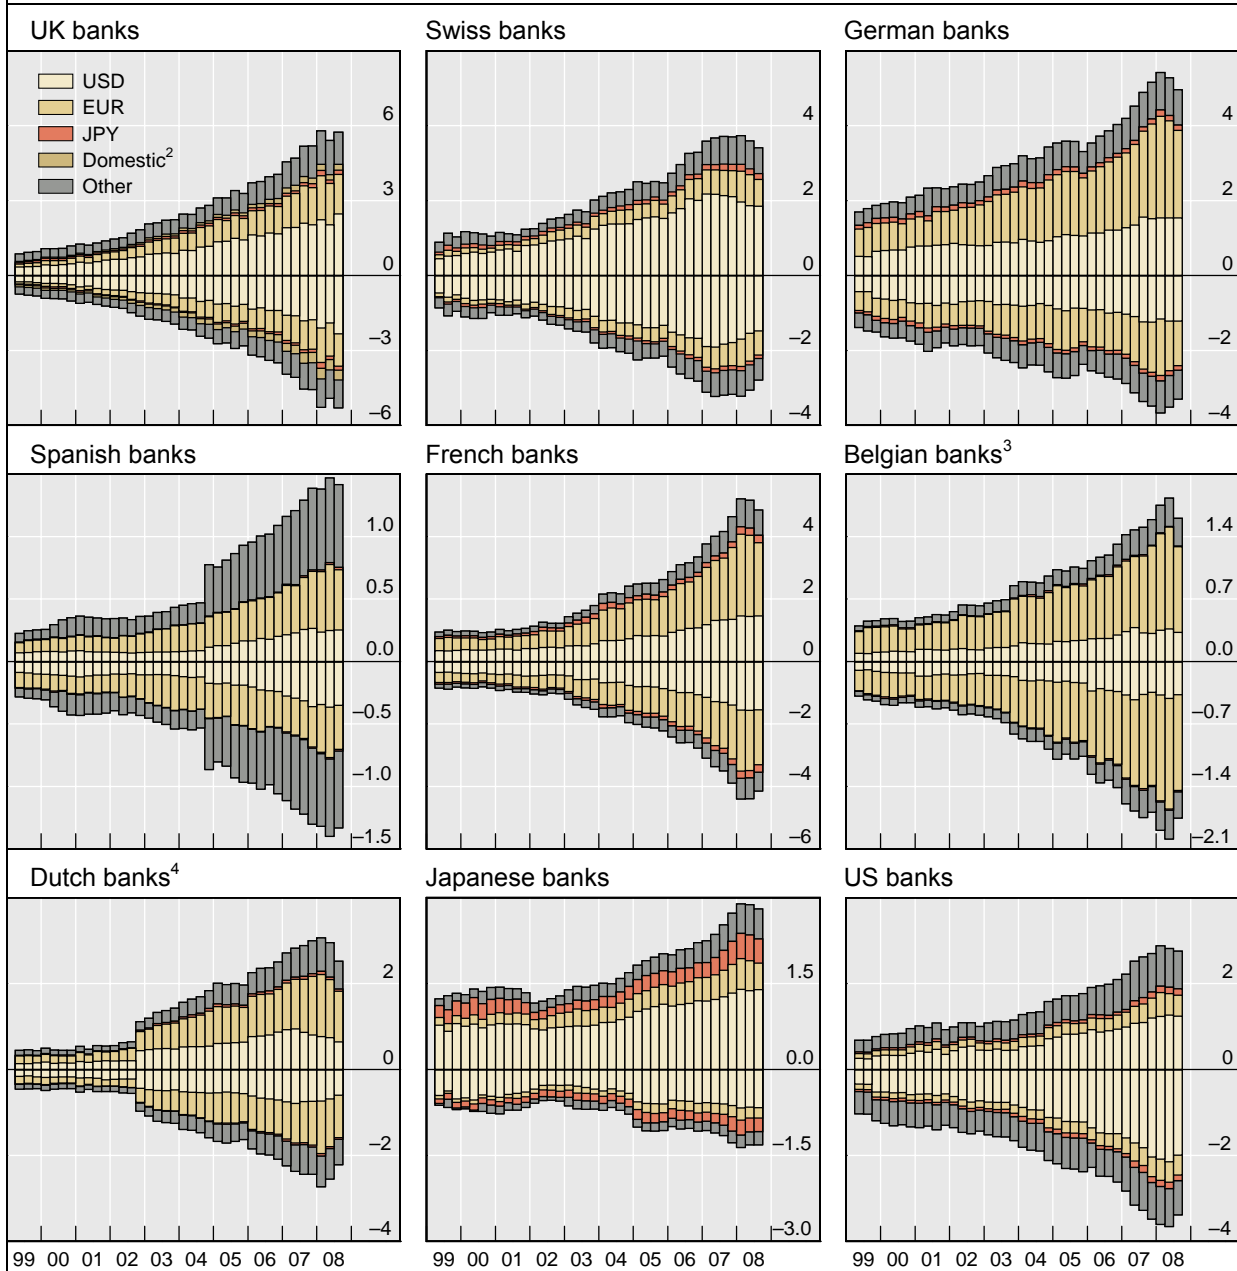 UK banks
Swiss banks
German banks
USD
EUR
JPY
Domestic²
Other
6
3
0
−3
−6
4
2
0
−2
−4
4
2
0
−2
−4
Spanish banks
French banks
Belgian banks³
1.0
0.5
0.0
−0.5
−1.0
−1.5
4
2
0
−2
−4
−6
1.4
0.7
0.0
−0.7
−1.4
−2.1
Dutch banks⁴
Japanese banks
US banks
2
0
−2
−4
1.5
0.0
−1.5
−3.0
2
0
−2
−4
99 00 01 02 03 04 05 06 07 08
99 00 01 02 03 04 05 06 07 08
99 00 01 02 03 04 05 06 07 08